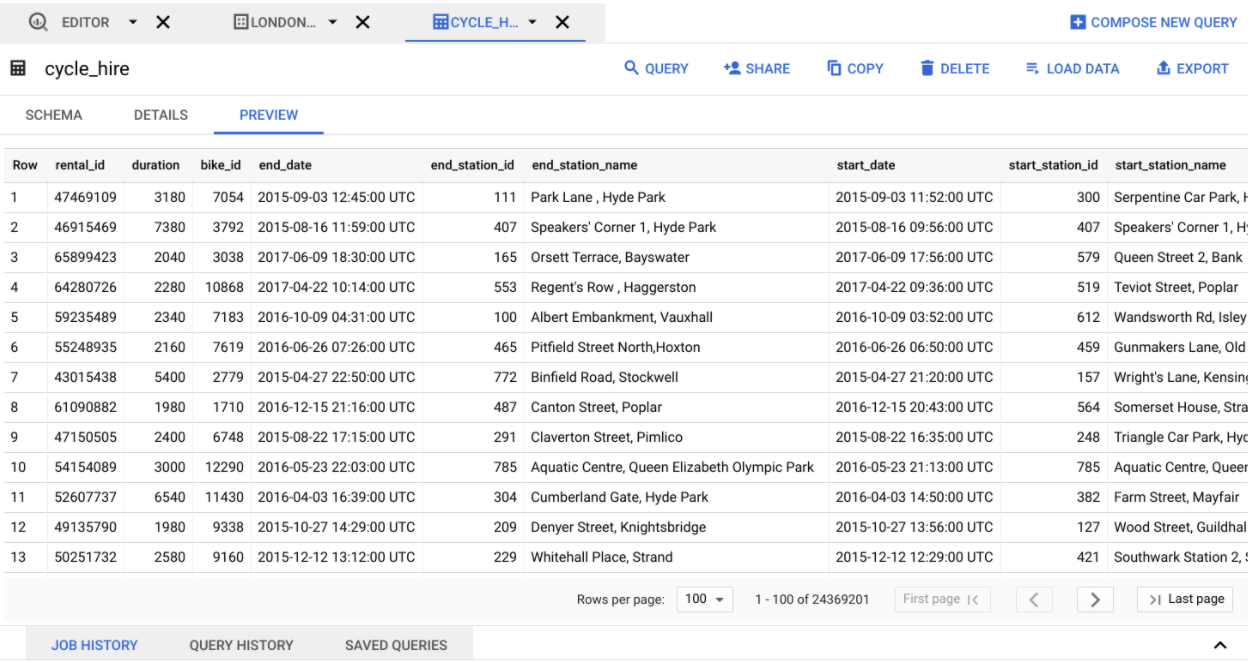 EDITOR LONDON... CYCLE_H... COMPOSE NEW QUERY
cycle_hire QUERY SHARE COPY DELETE LOAD DATA EXPORT
SCHEMA DETAILS PREVIEW
Row rental_id duration bike_id end_date end_station_id end_station_name start_date start_station_id start_station_name
1 47469109 3180 7054 2015-09-03 12:45:00 UTC 111 Park Lane , Hyde Park 2015-09-03 11:52:00 UTC 300 Serpentine Car Park, H
2 46915469 7380 3792 2015-08-16 11:59:00 UTC 407 Speakers' Corner 1, Hyde Park 2015-08-16 09:56:00 UTC 407 Speakers' Corner 1, Hy
3 65899423 2040 3038 2017-06-09 18:30:00 UTC 165 Orsett Terrace, Bayswater 2017-06-09 17:56:00 UTC 579 Queen Street 2, Bank
4 64280726 2280 10868 2017-04-22 10:14:00 UTC 553 Regent's Row , Haggerston 2017-04-22 09:36:00 UTC 519 Teviot Street, Poplar
5 59235489 2340 7183 2016-10-09 04:31:00 UTC 100 Albert Embankment, Vauxhall 2016-10-09 03:52:00 UTC 612 Wandsworth Rd, Isley
6 55248935 2160 7619 2016-06-26 07:26:00 UTC 465 Pitfield Street North,Hoxton 2016-06-26 06:50:00 UTC 459 Gunmakers Lane, Old
7 43015438 5400 2779 2015-04-27 22:50:00 UTC 772 Binfield Road, Stockwell 2015-04-27 21:20:00 UTC 157 Wright's Lane, Kensing
8 61090882 1980 1710 2016-12-15 21:16:00 UTC 487 Canton Street, Poplar 2016-12-15 20:43:00 UTC 564 Somerset House, Stra
9 47150505 2400 6748 2015-08-22 17:15:00 UTC 291 Claverton Street, Pimlico 2015-08-22 16:35:00 UTC 248 Triangle Car Park, Hyd
10 54154089 3000 12290 2016-05-23 22:03:00 UTC 785 Aquatic Centre, Queen Elizabeth Olympic Park 2016-05-23 21:13:00 UTC 785 Aquatic Centre, Queen
11 52607737 6540 11430 2016-04-03 16:39:00 UTC 304 Cumberland Gate, Hyde Park 2016-04-03 14:50:00 UTC 382 Farm Street, Mayfair
12 49135790 1980 9338 2015-10-27 14:29:00 UTC 209 Denyer Street, Knightsbridge 2015-10-27 13:56:00 UTC 127 Wood Street, Guildhal
13 50251732 2580 9160 2015-12-12 13:12:00 UTC 229 Whitehall Place, Strand 2015-12-12 12:29:00 UTC 421 Southwark Station 2, S
Rows per page: 100 1 - 100 of 24369201 First page Last page
JOB HISTORY QUERY HISTORY SAVED QUERIES